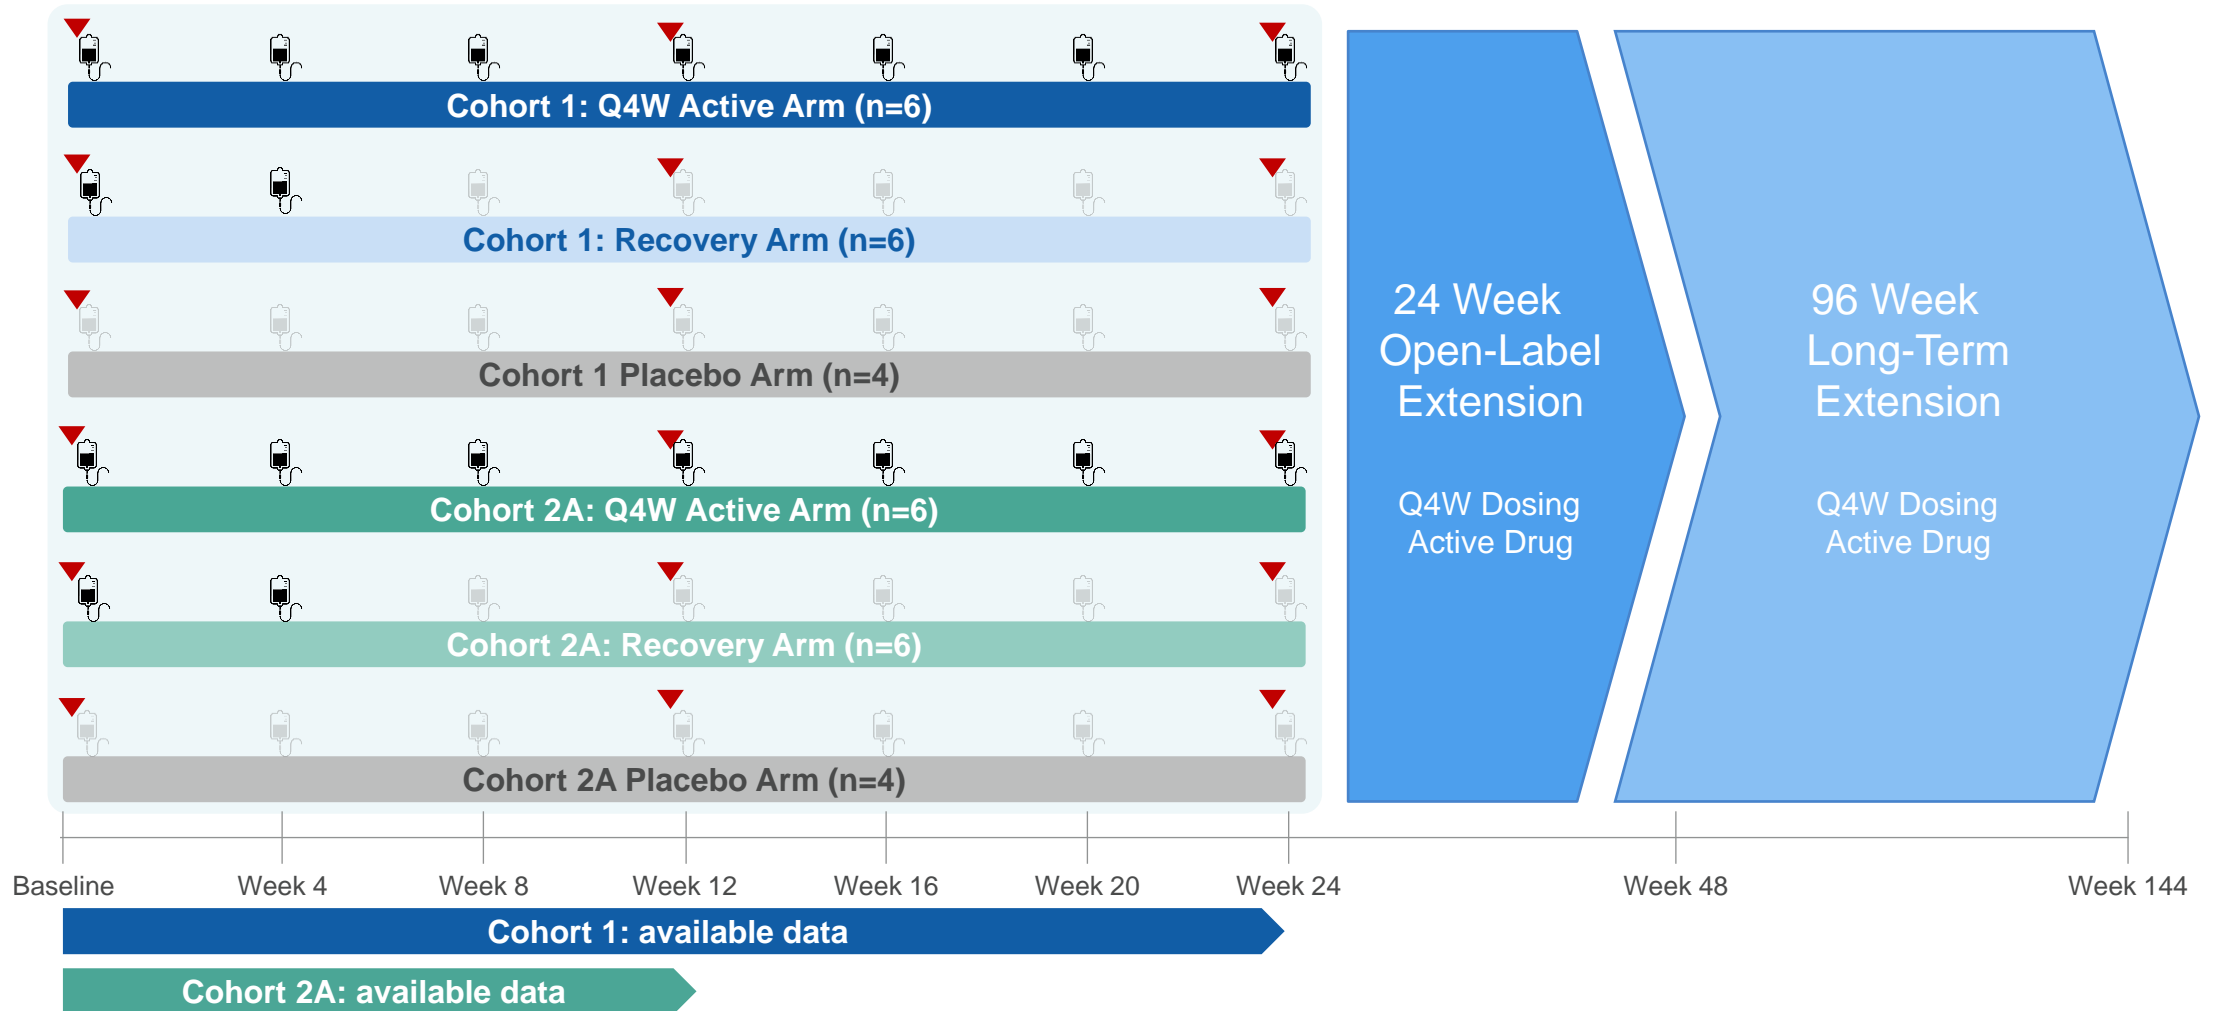 Cohort 1: Q4W Active Arm (n=6)
Cohort 1: Recovery Arm (n=6)
Cohort 1 Placebo Arm (n=4)
Cohort 2A: Q4W Active Arm (n=6)
Cohort 2A: Recovery Arm (n=6)
Cohort 2A Placebo Arm (n=4)
24 Week
Open-Label
Extension
Q4W Dosing
Active Drug
96 Week
Long-Term
Extension
Q4W Dosing
Active Drug
Baseline
Week 4
Week 8
Week 12
Week 16
Week 20
Week 24
Week 48
Week 144
Cohort 1: available data
Cohort 2A: available data